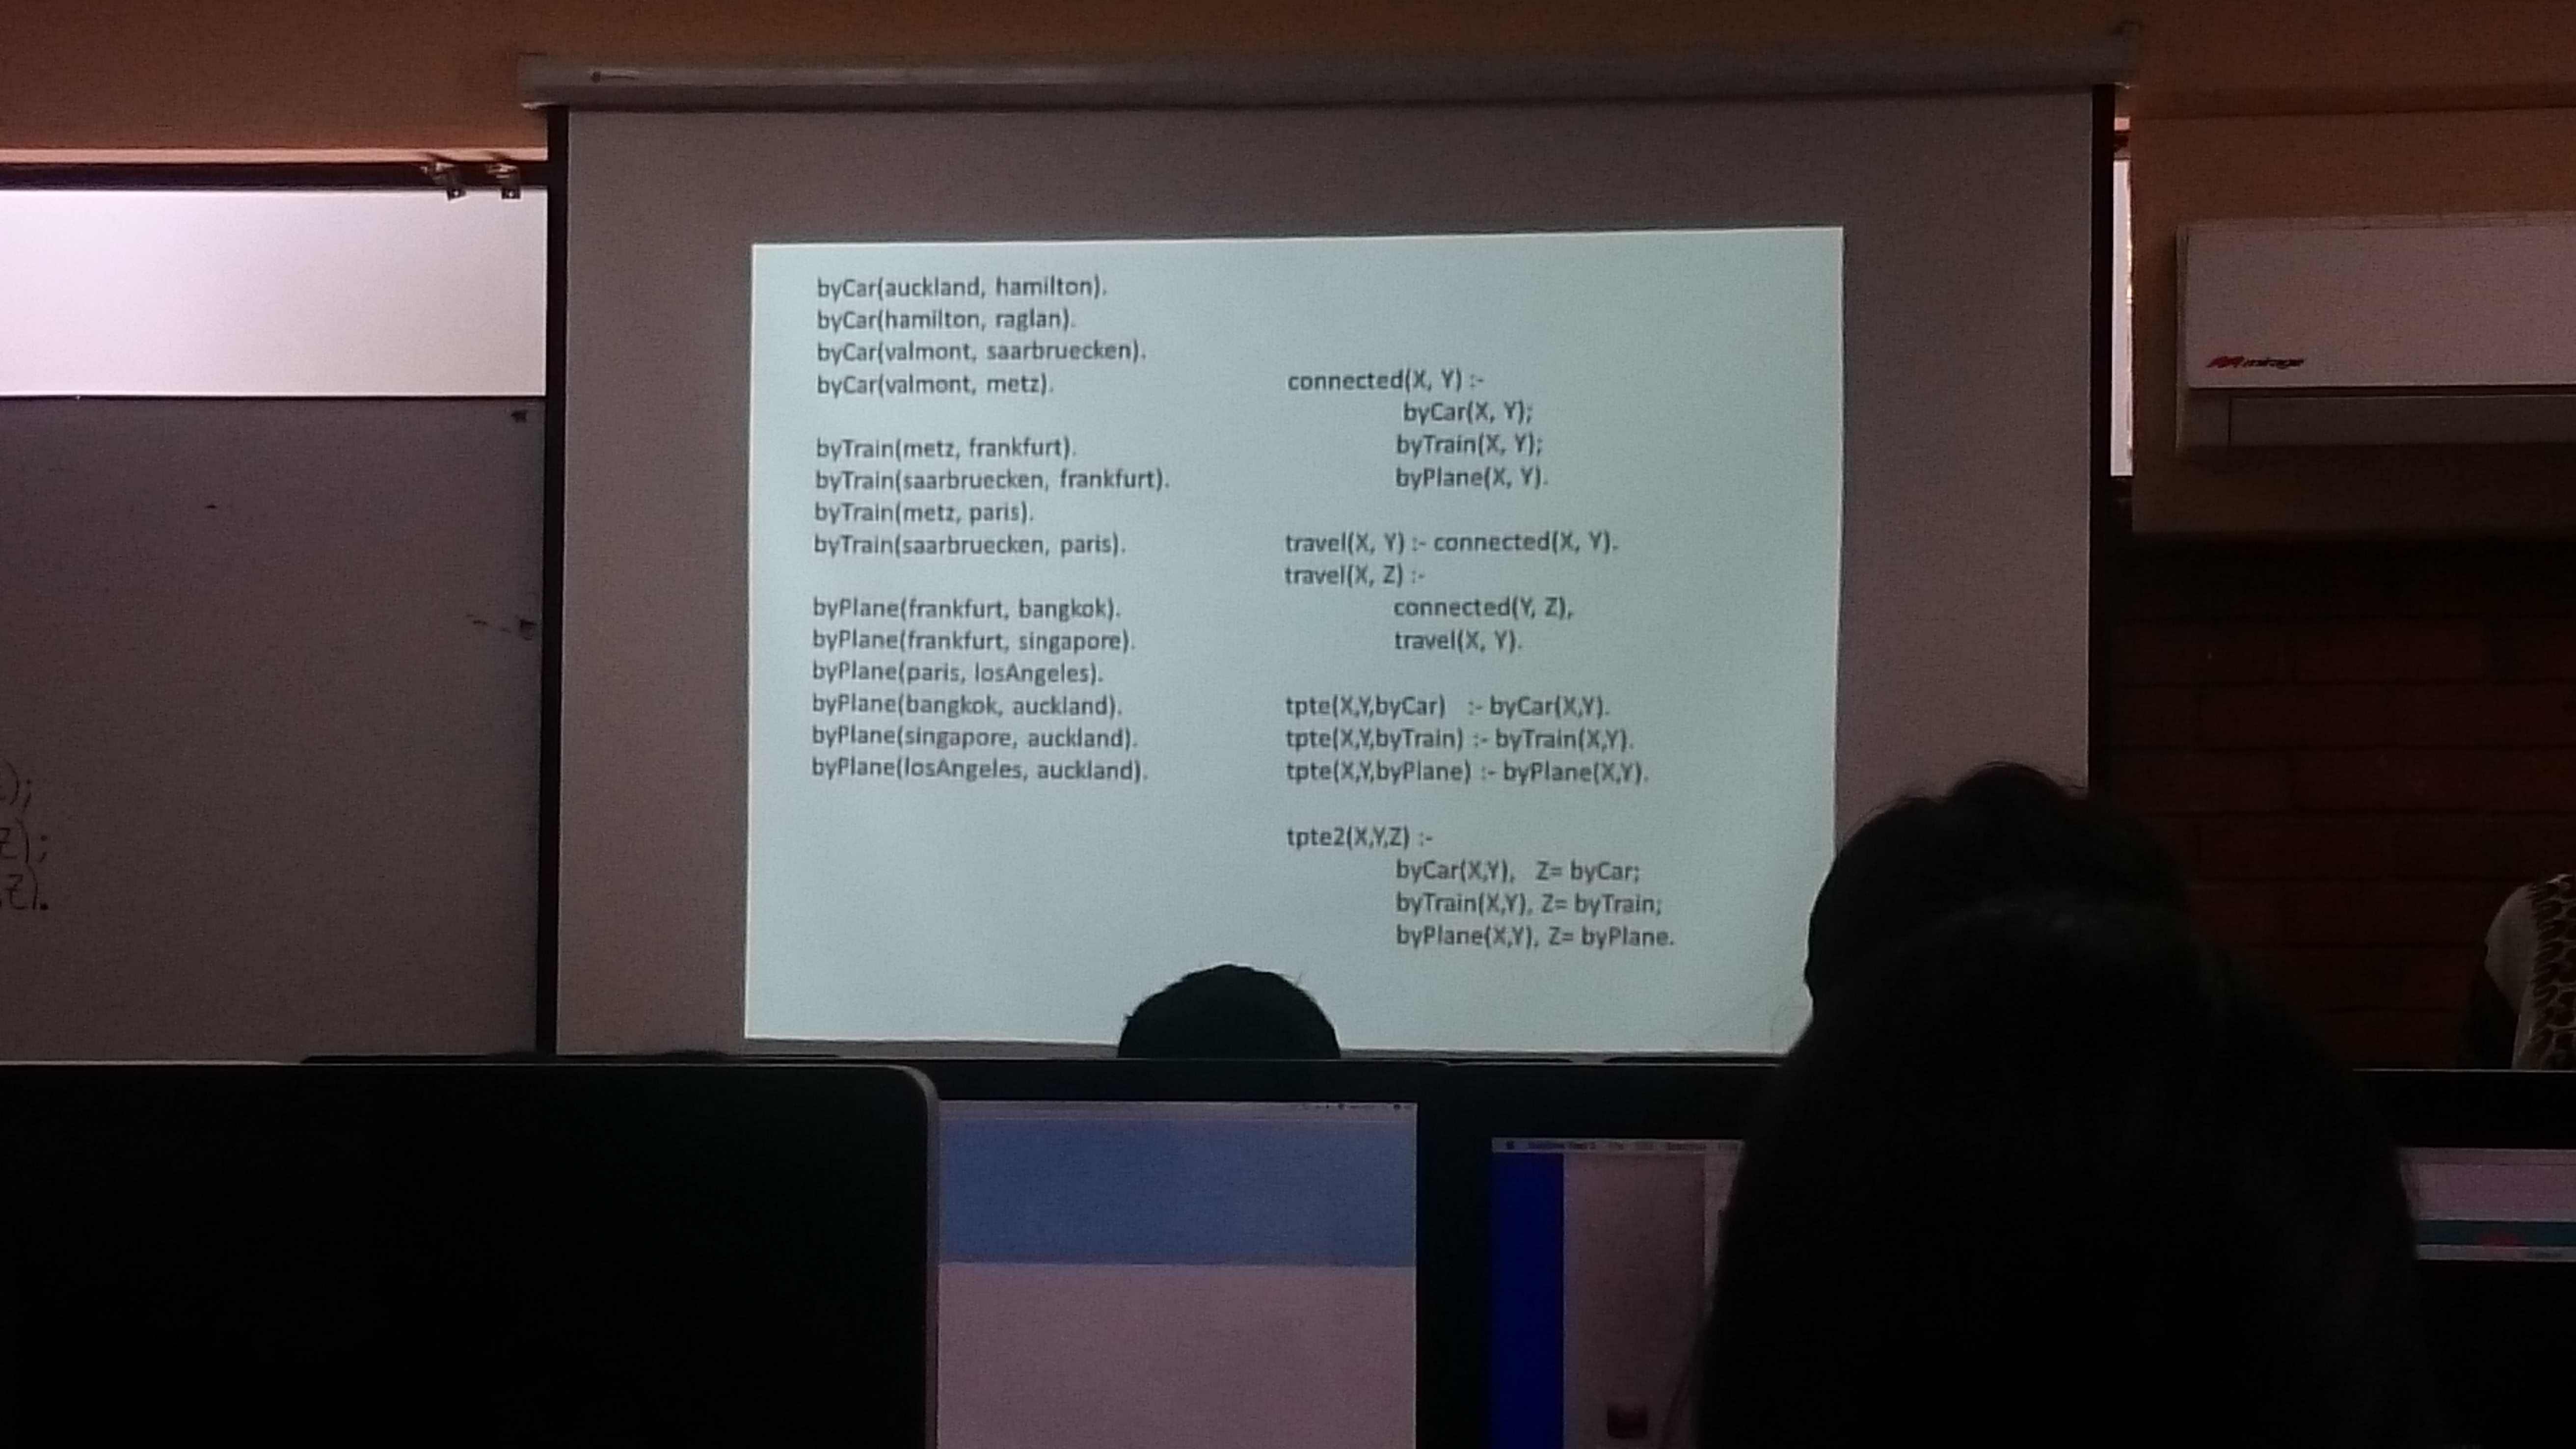 byCar(auckland, hamilton).
byCar(hamilton, raglan).
byCar(valmont, saarbruecken).
byCar(valmont, metz).
byTrain(metz, frankfurt).
byTrain(saarbruecken, frankfurt).
byTrain(metz, paris).
byTrain(saarbruecken, paris).
byPlane(frankfurt, bangkok).
byPlane(frankfurt, singapore).
byPlane(paris, losAngeles).
byPlane(bangkok, auckland).
byPlane(singapore, auckland).
byPlane(losAngeles, auckland).
connected(X, Y) :-
byCar(X, Y);
byTrain(X, Y);
byPlane(X, Y).
travel(X, Y) :- connected(X, Y).
travel(X, Z) :-
connected(Y, Z),
travel(X, Y).
tpte(X,Y,byCar) :- byCar(X,Y).
tpte(X,Y,byTrain) :- byTrain(X,Y).
tpte(X,Y,byPlane) :- byPlane(X,Y).
tpte2(X,Y,Z) :-
byCar(X,Y), Z= byCar;
byTrain(X,Y), Z= byTrain;
byPlane(X,Y), Z= byPlane.
mirage
);
Z);
,Z).